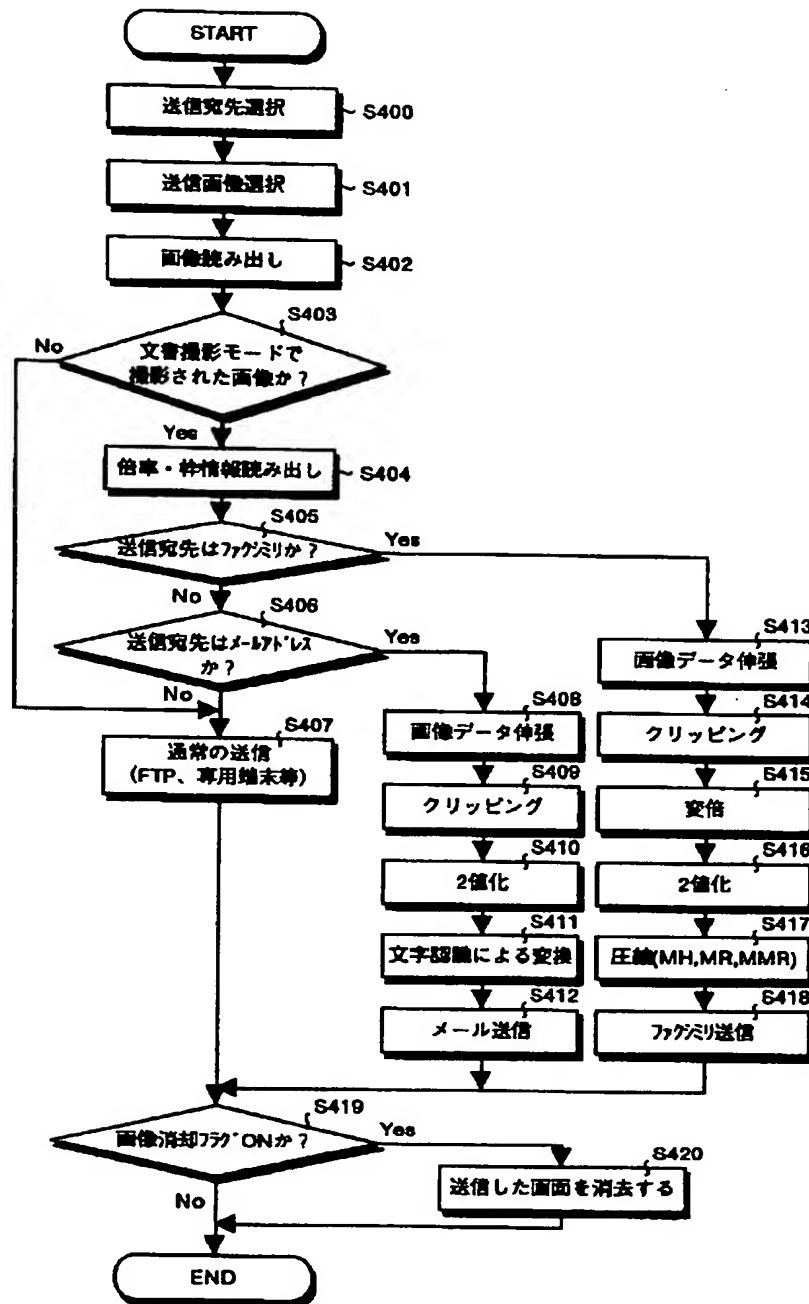 START
送信宛先選択
S400
送信画像選択
S401
画像読み出し
S402
S403
No
文書撮影モードで
撮影された画像か?
Yes
倍率・枠情報読み出し
S404
S405
送信宛先はファクシミリか?
Yes
No
S406
送信宛先はメールアドレス
か?
Yes
No
S407
通常の送信
(FTP、専用端末等)
S408
画像データ伸張
S409
クリッピング
S410
2値化
S411
文字認識による変換
S412
メール送信
S413
画像データ伸張
S414
クリッピング
S415
変倍
S416
2値化
S417
圧縮(MH,MR,MMR)
S418
ファクシミリ送信
S419
画像消却フラグONか?
Yes
No
S420
送信した画面を消去する
END